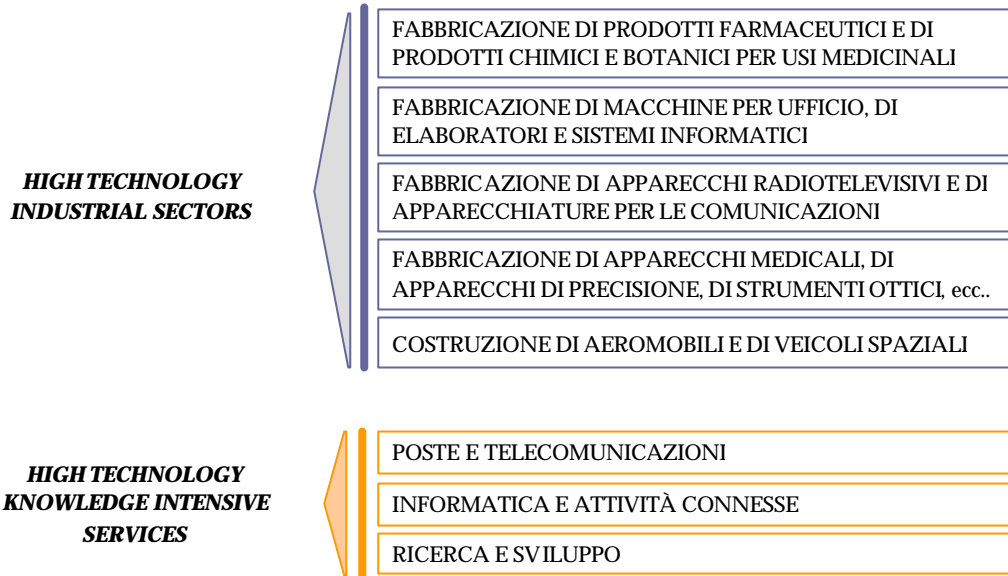 HIGH TECHNOLOGY
INDUSTRIAL SECTORS
FABBRICAZIONE DI PRODOTTI FARMACEUTICI E DI
PRODOTTI CHIMICI E BOTANICI PER USI MEDICINALI
FABBRICAZIONE DI MACCHINE PER UFFICIO, DI
ELABORATORI E SISTEMI INFORMATICI
FABBRICAZIONE DI APPARECCHI RADIOTELEVISIVI E DI
APPARECCHIATURE PER LE COMUNICAZIONI
FABBRICAZIONE DI APPARECCHI MEDICALI, DI
APPARECCHI DI PRECISIONE, DI STRUMENTI OTTICI, ecc..
COSTRUZIONE DI AEROMOBILI E DI VEICOLI SPAZIALI
HIGH TECHNOLOGY
KNOWLEDGE INTENSIVE
SERVICES
POSTE E TELECOMUNICAZIONI
INFORMATICA E ATTIVITÀ CONNESSE
RICERCA E SVILUPPO